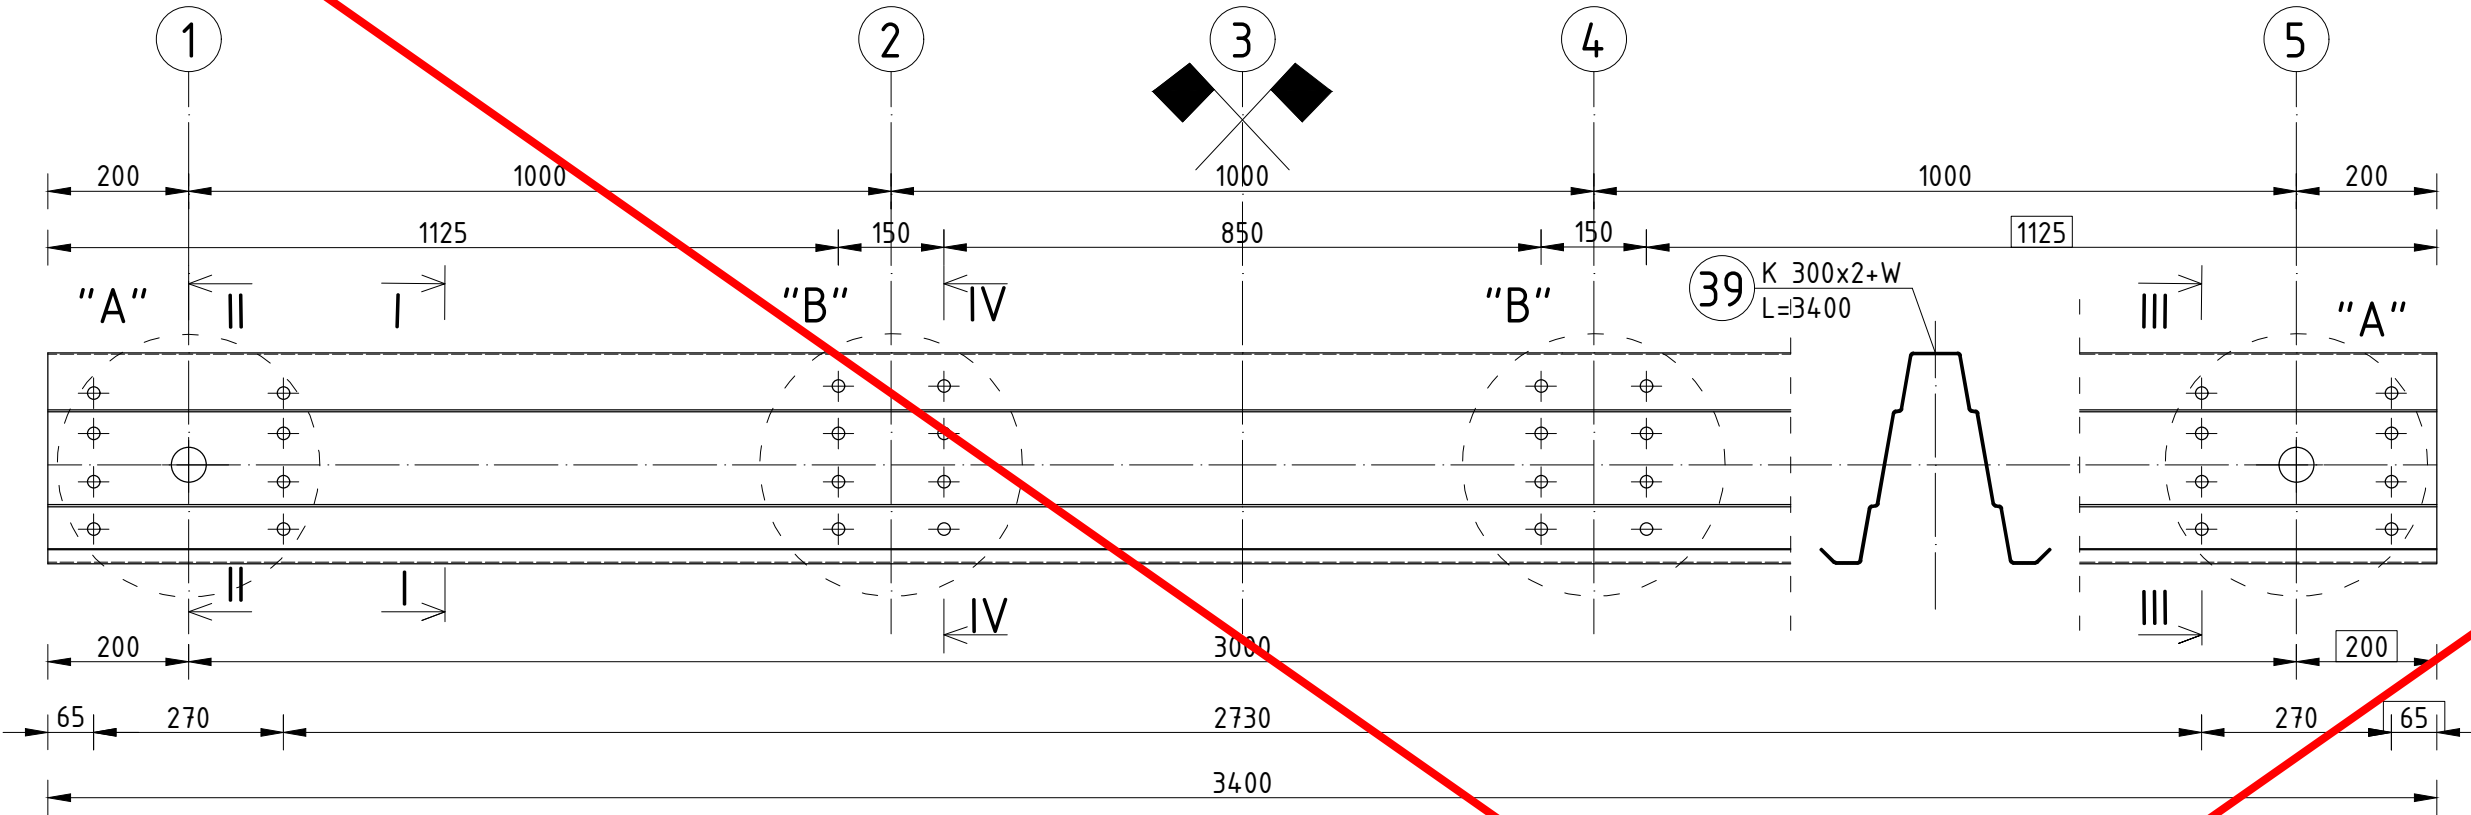 1 2 3 4 5
200 1000 1000 1000 200
1125 150 850 150 1125
"A" II I "B" IV "B" 39 K 300x2+W III "A"
L=3400
II I IV III
200 3000 200
65 270 2730 270 65
3400